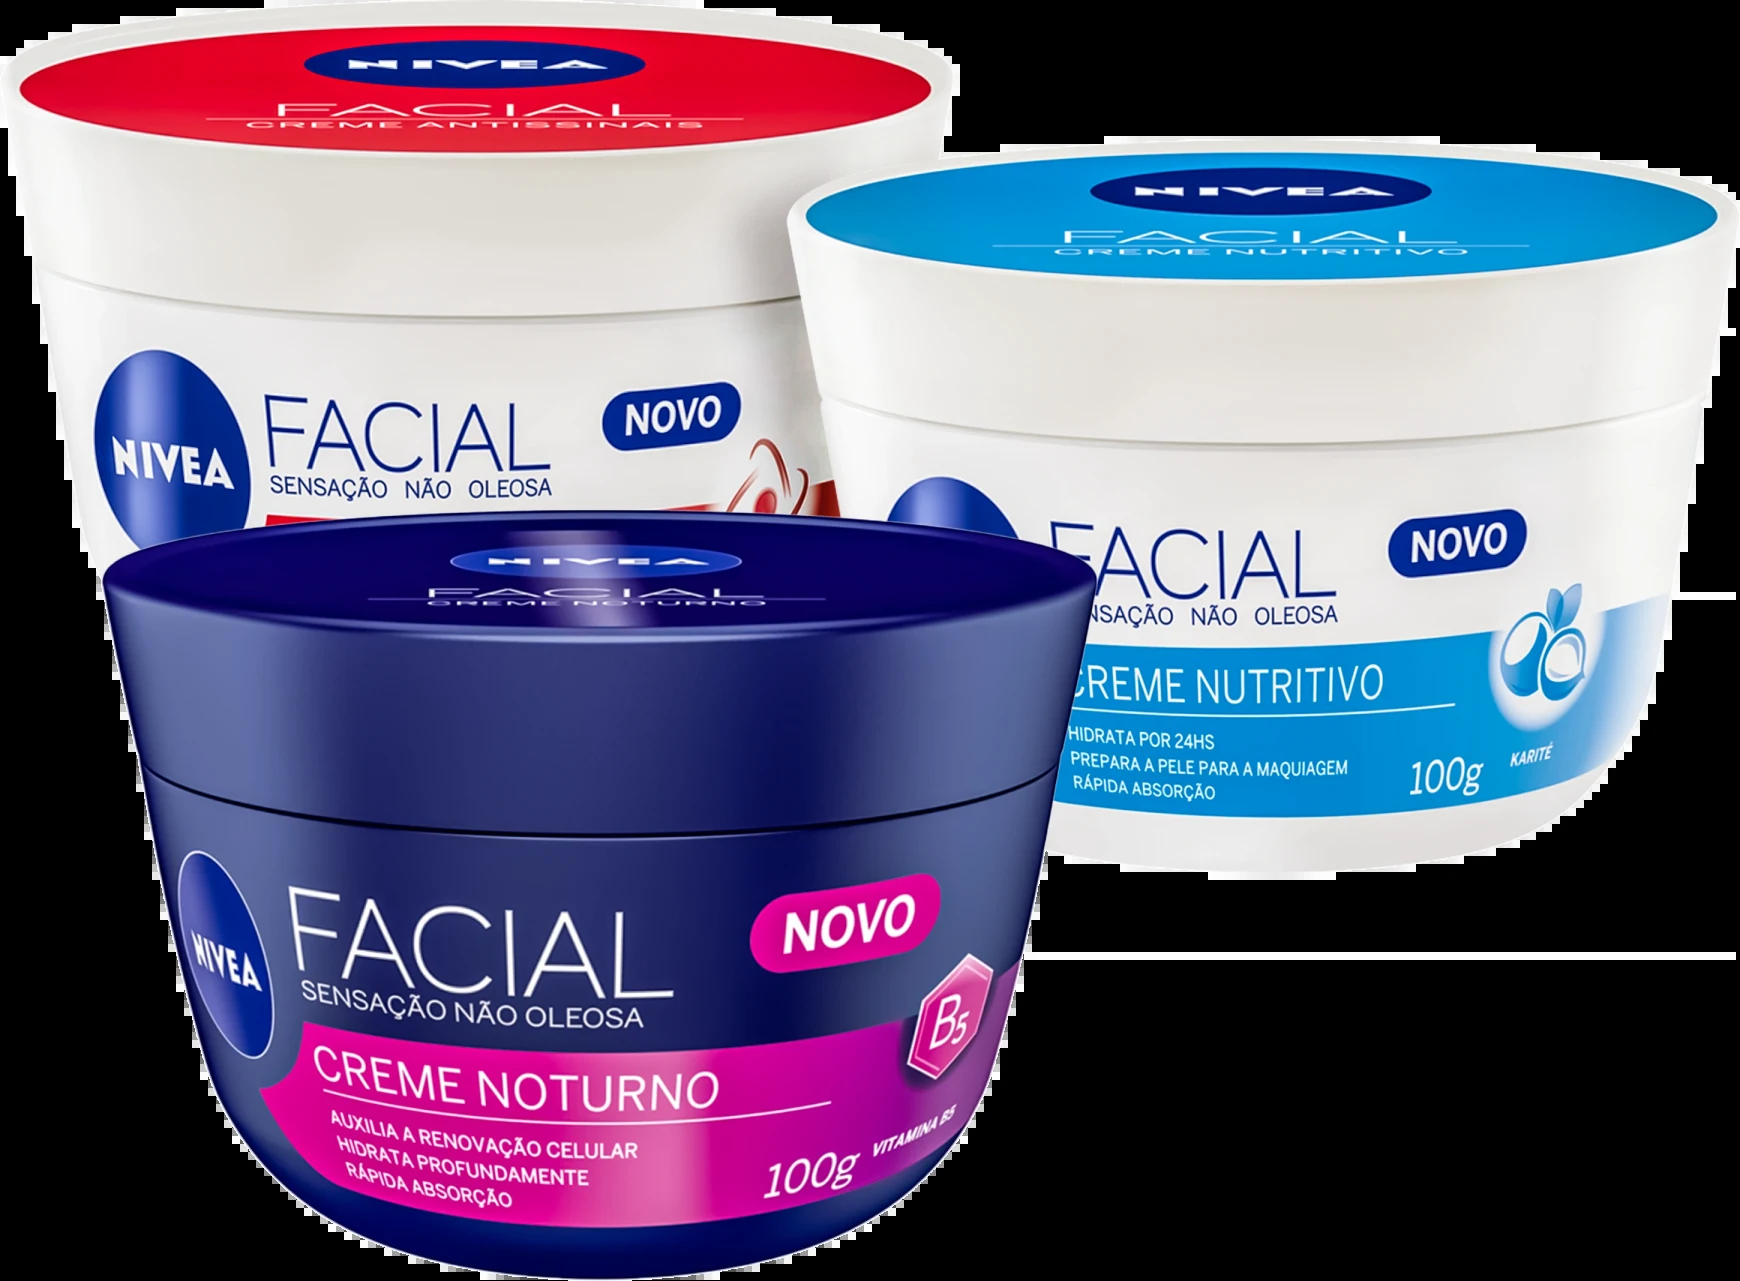 NIVEA
FACIAL
CREME ANTISSINAIS
NIVEA
FACIAL
SENSAÇÃO NÃO OLEOSA
NOVO
NIVEA
FACIAL
CREME NUTRITIVO
FACIAL
NSAÇÃO NÃO OLEOSA
NOVO
CREME NUTRITIVO
HIDRATA POR 24HS
PREPARA A PELE PARA A MAQUIAGEM
RÁPIDA ABSORÇÃO
100g
KARITÉ
NIVEA
FACIAL
CREME NOTURNO
NIVEA
FACIAL
SENSAÇÃO NÃO OLEOSA
NOVO
B5
CREME NOTURNO
AUXILIA A RENOVAÇÃO CELULAR
HIDRATA PROFUNDAMENTE
RÁPIDA ABSORÇÃO
100g
VITAMINA B5